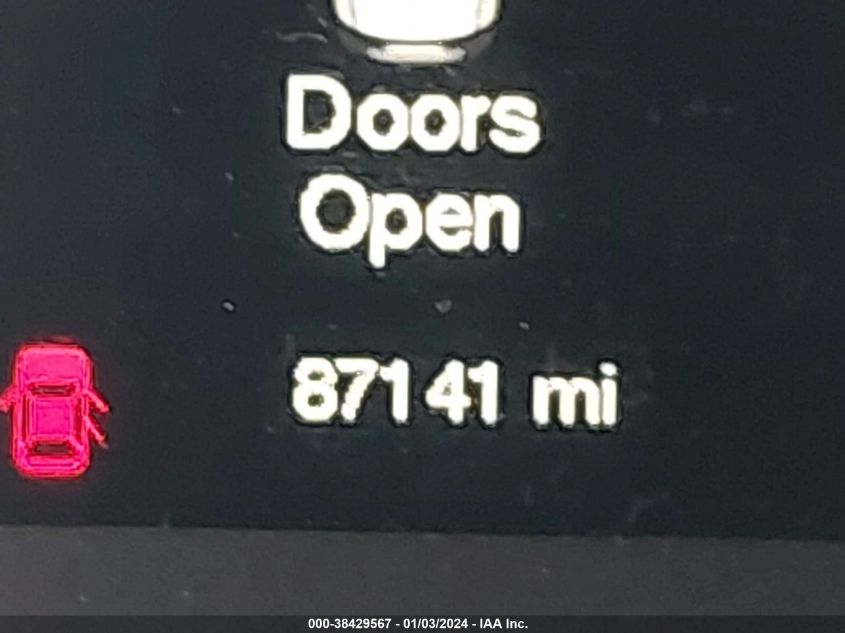 Doors
Open
87141 mi
000-38429567 - 01/03/2024 - IAA Inc.